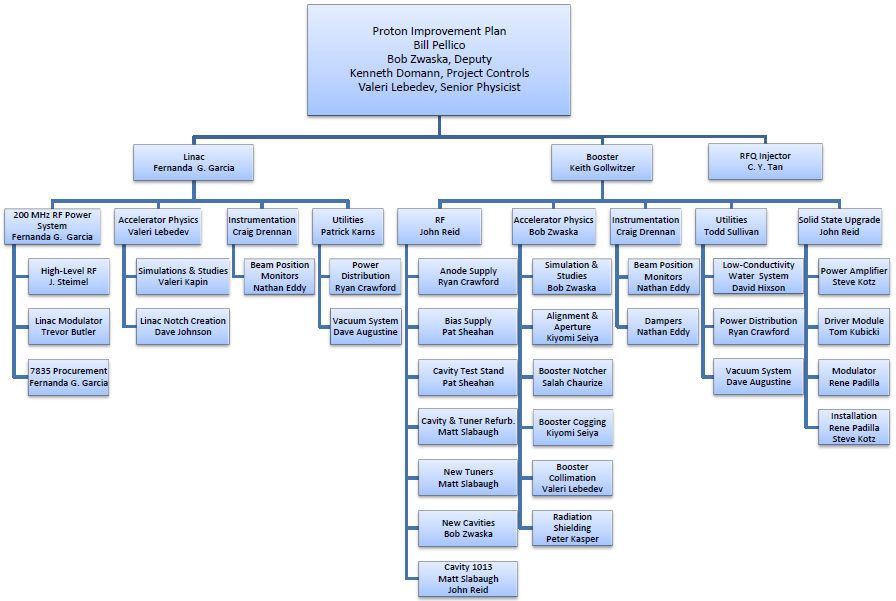 Proton Improvement Plan
Bill Pellico
Bob Zwaska, Deputy
Kenneth Domann, Project Controls
Valeri Lebedev, Senior Physicist
Linac
Fernanda G. Garcia
Booster
Keith Gollwitzer
RFQ Injector
C. Y. Tan
200 MHz RF Power
System
Fernanda G. Garcia
Accelerator Physics
Valeri Lebedev
Instrumentation
Craig Drennan
Utilities
Patrick Karns
RF
John Reid
Accelerator Physics
Bob Zwaska
Instrumentation
Craig Drennan
Utilities
Todd Sullivan
Solid State Upgrade
John Reid
High-Level RF
J. Steimel
Linac Modulator
Trevor Butler
7835 Procurement
Fernanda G. Garcia
Simulations & Studies
Valeri Kapin
Linac Notch Creation
Dave Johnson
Beam Position
Monitors
Nathan Eddy
Power
Distribution
Ryan Crawford
Vacuum System
Dave Augustine
Anode Supply
Ryan Crawford
Bias Supply
Pat Sheahan
Cavity Test Stand
Pat Sheahan
Cavity & Tuner Refurb.
Matt Slabaugh
New Tuners
Matt Slabaugh
New Cavities
Bob Zwaska
Cavity 1013
Matt Slabaugh
John Reid
Simulation &
Studies
Bob Zwaska
Alignment &
Aperture
Kiyomi Seiya
Booster Notcher
Salah Chaurize
Booster Cogging
Kiyomi Seiya
Booster
Collimation
Valeri Lebedev
Radiation
Shielding
Peter Kasper
Beam Position
Monitors
Nathan Eddy
Dampers
Nathan Eddy
Low-Conductivity
Water System
David Hixson
Power Distribution
Ryan Crawford
Vacuum System
Dave Augustine
Power Amplifier
Steve Kotz
Driver Module
Tom Kubicki
Modulator
Rene Padilla
Installation
Rene Padilla
Steve Kotz